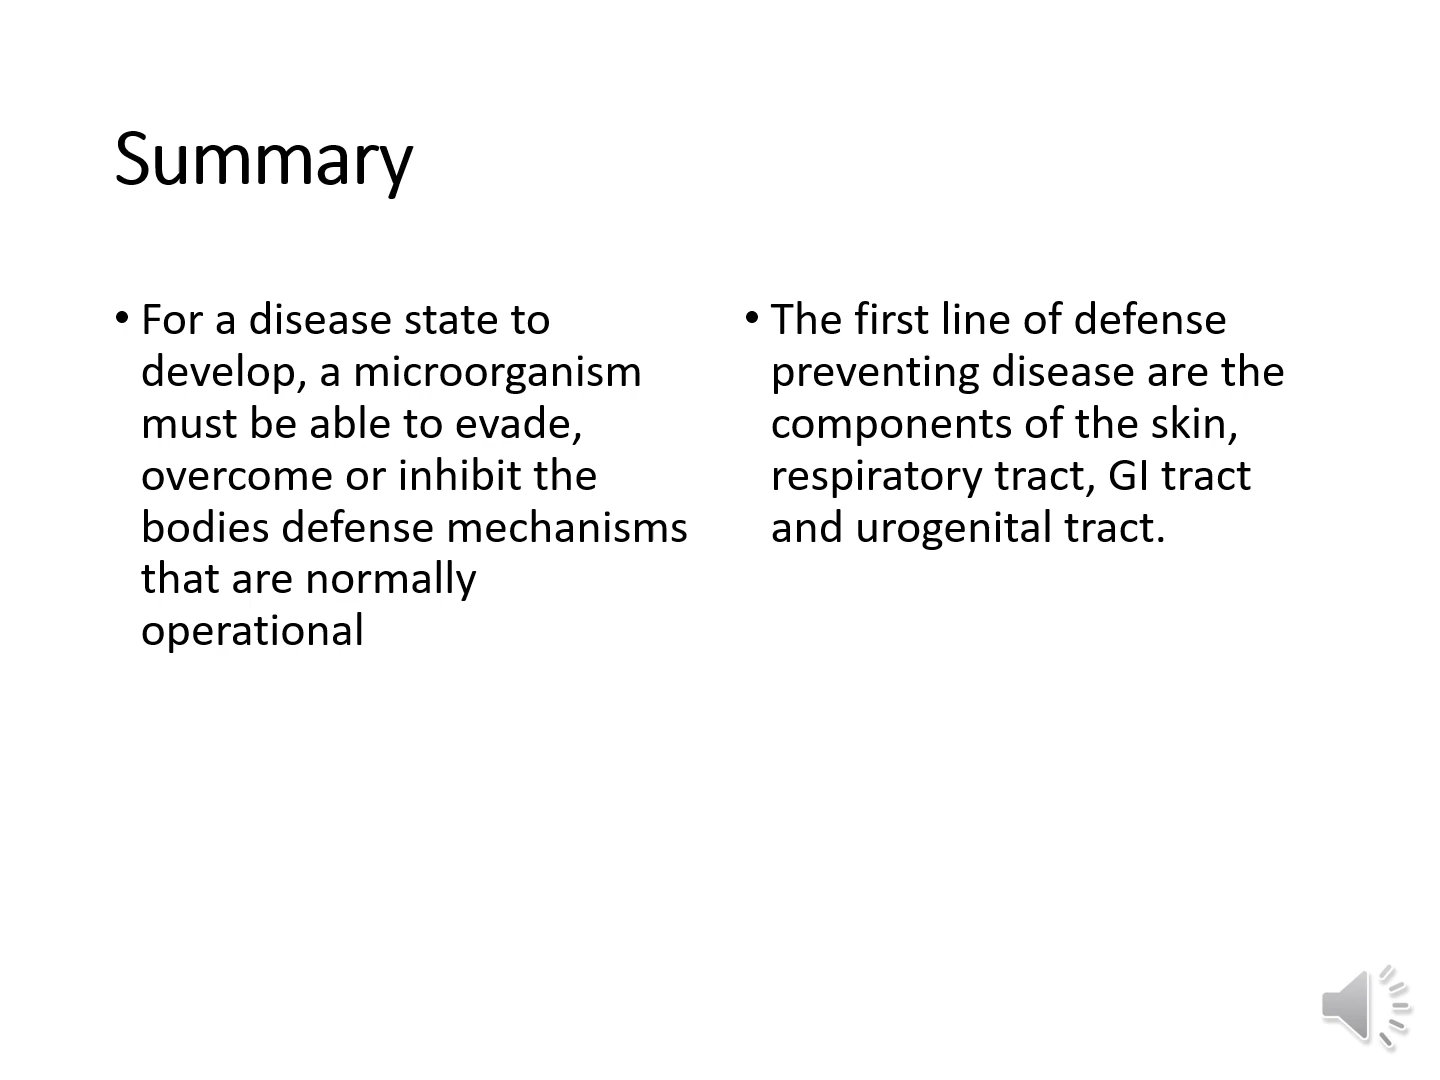 Summary
• For a disease state to
develop, a microorganism
must be able to evade,
overcome or inhibit the
bodies defense mechanisms
that are normally
operational
• The first line of defense
preventing disease are the
components of the skin,
respiratory tract, GI tract
and urogenital tract.